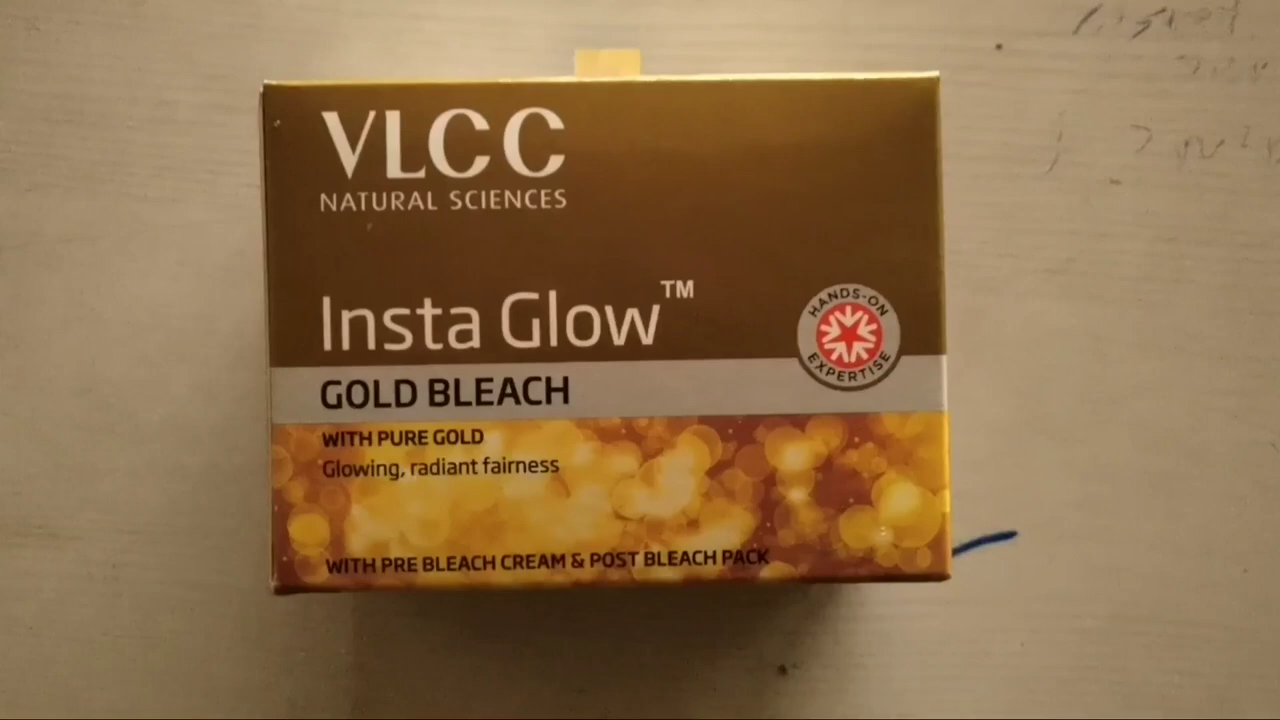 VLCC
NATURAL SCIENCES
Insta Glow™
HANDS-ON
EXPERTISE
GOLD BLEACH
WITH PURE GOLD
Glowing, radiant fairness
WITH PRE BLEACH CREAM & POST BLEACH PACK